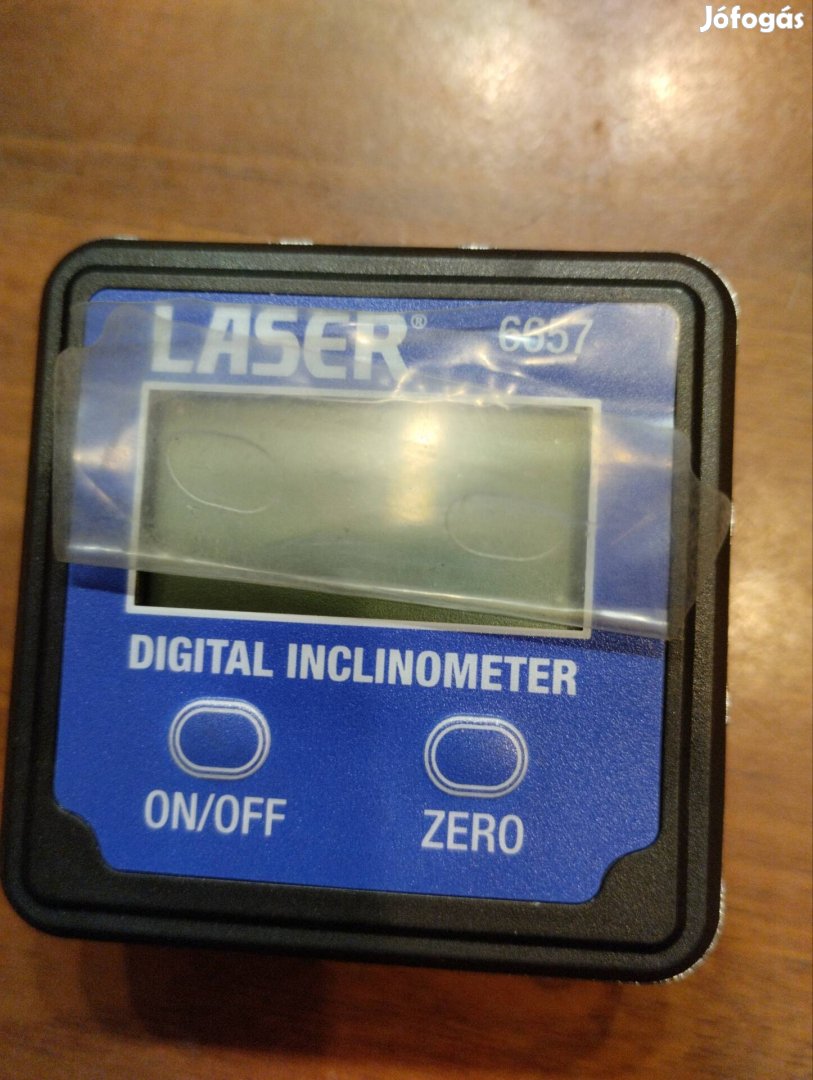 Jófogás
LASER® 6657
DIGITAL INCLINOMETER
ON/OFF ZERO